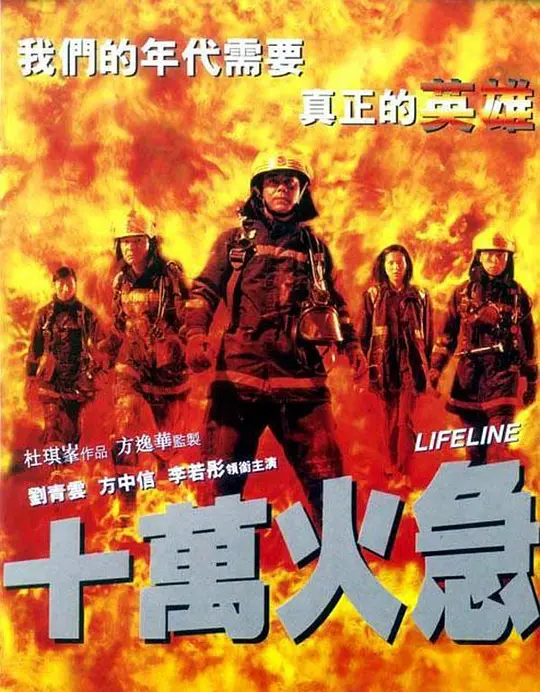 我們的年代需要
真正的英雄
杜琪峯作品 方逸華監製
LIFELINE
劉青雲 方中信 李若彤領銜主演
十萬火急